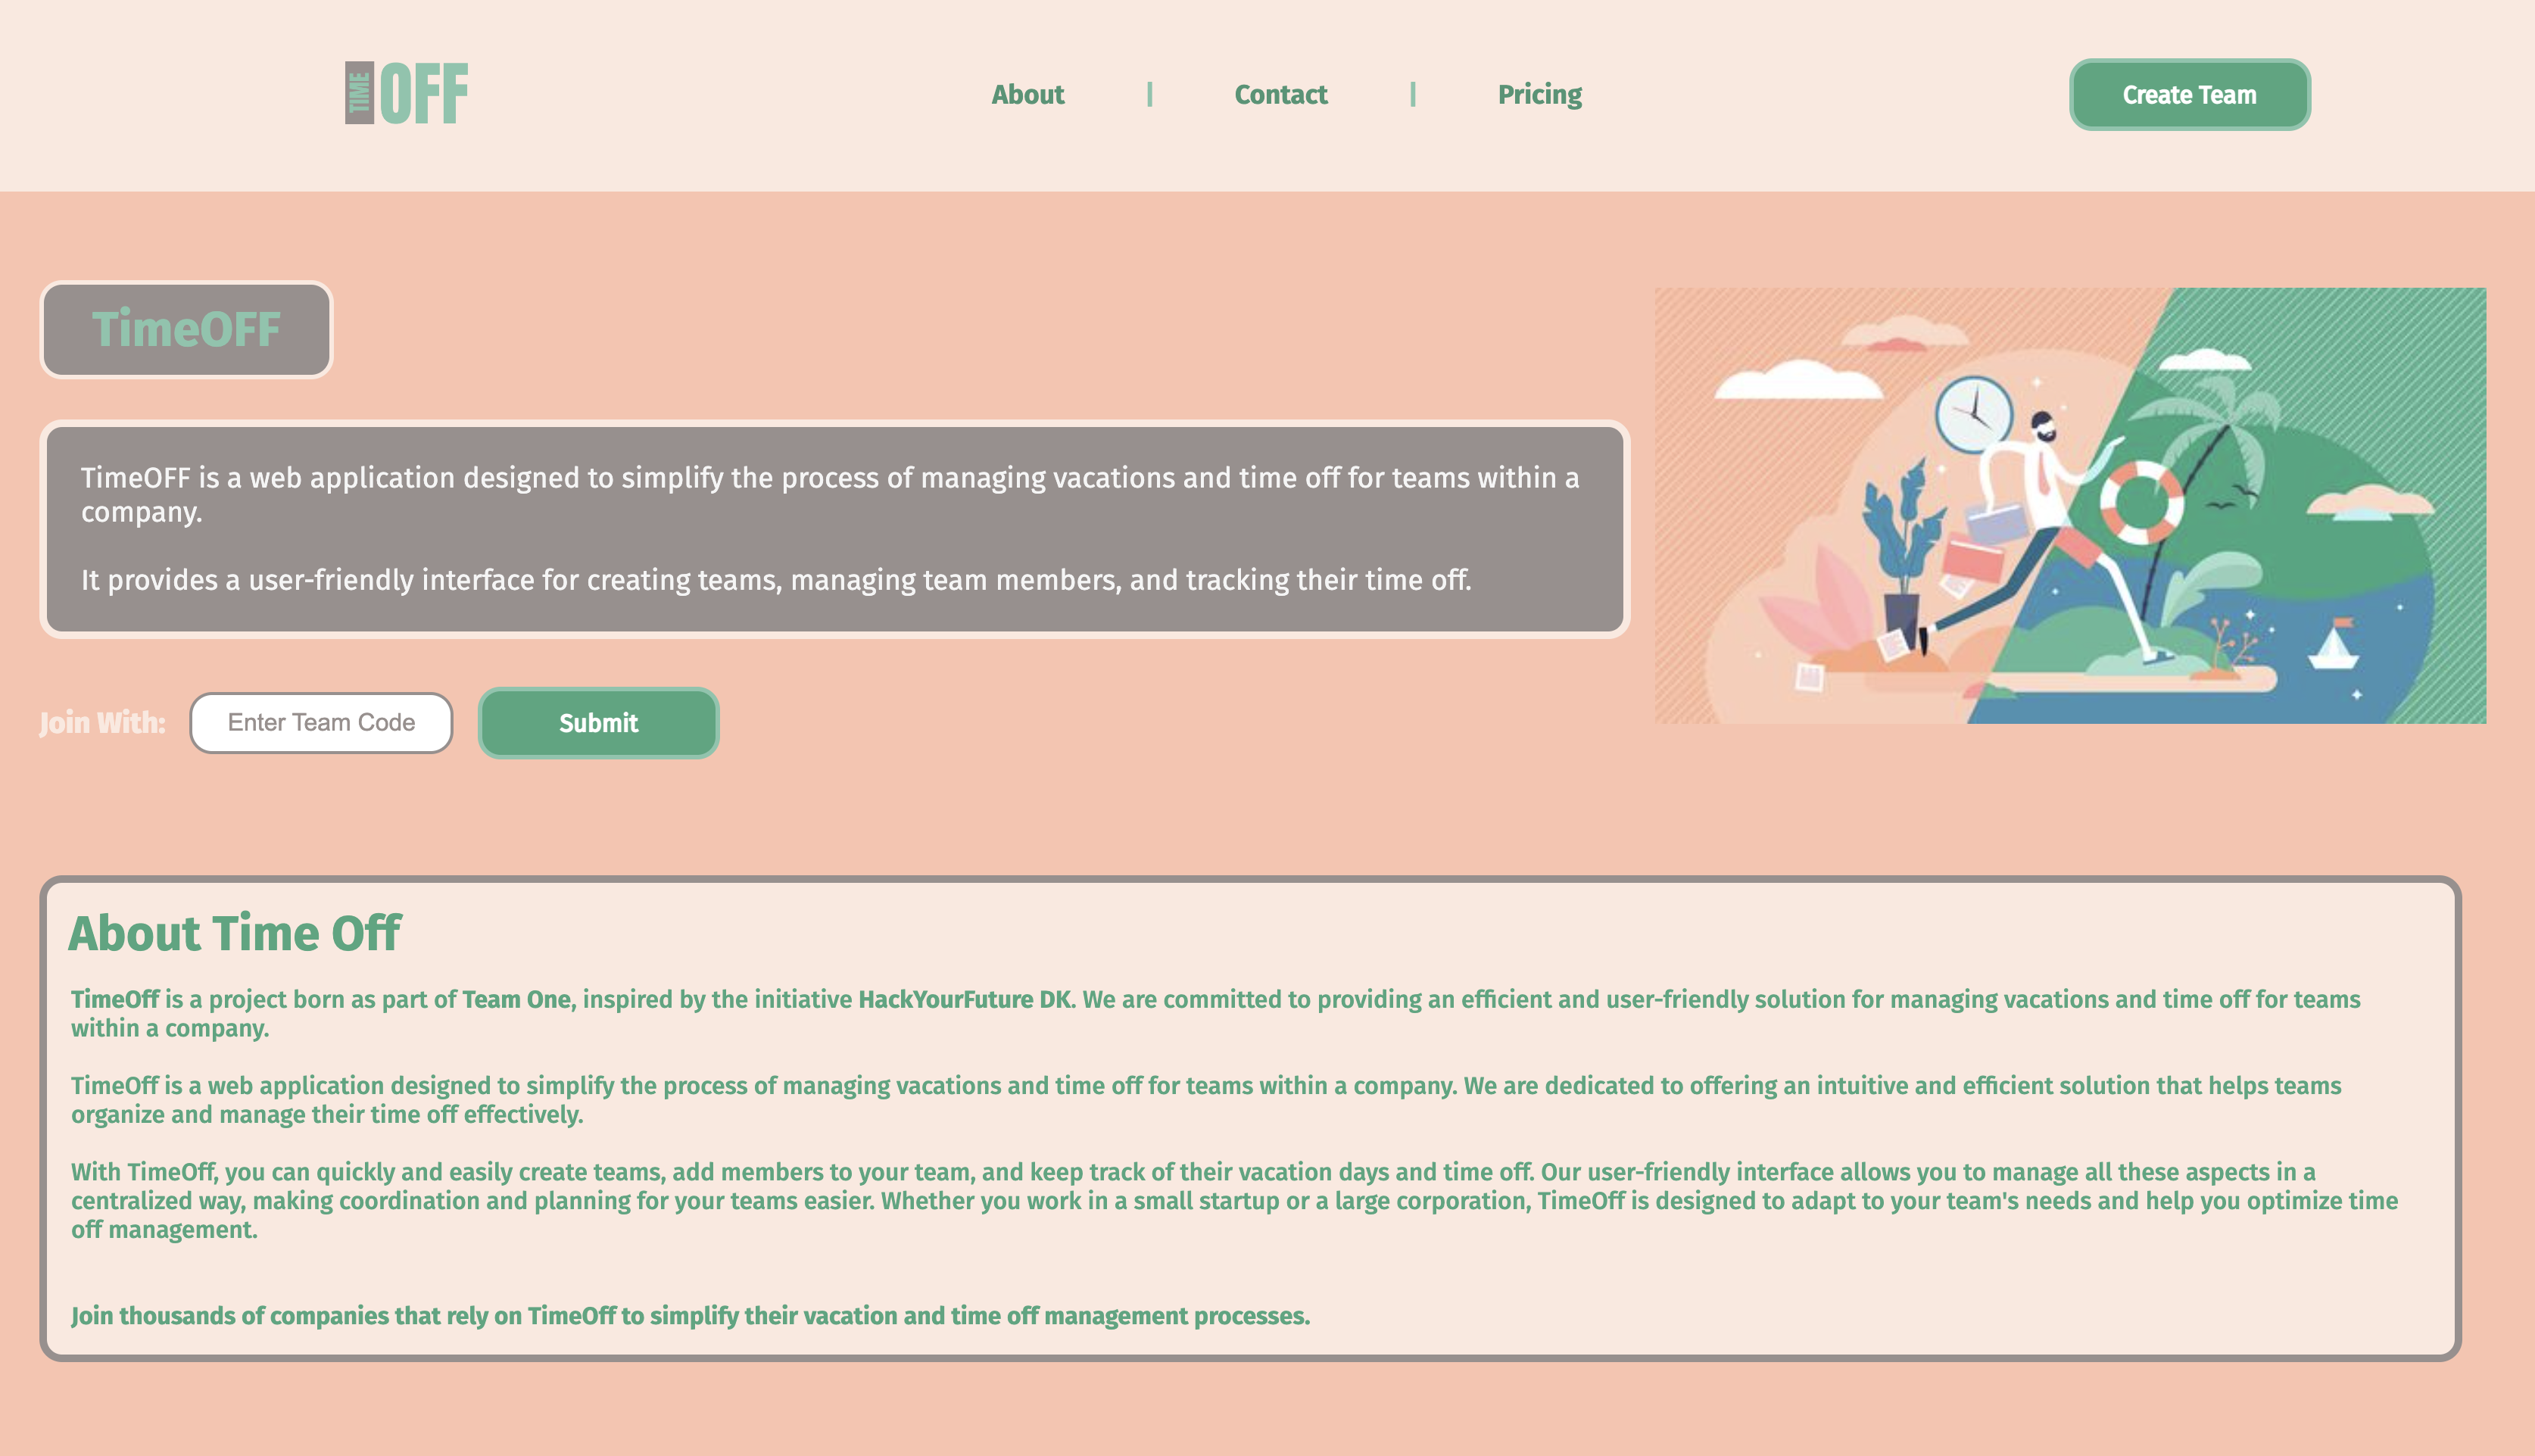 TIME OFF
About | Contact | Pricing
Create Team
TimeOFF
TimeOFF is a web application designed to simplify the process of managing vacations and time off for teams within a
company.
It provides a user-friendly interface for creating teams, managing team members, and tracking their time off.
Join With:
Enter Team Code
Submit
About Time Off
TimeOff is a project born as part of Team One, inspired by the initiative HackYourFuture DK. We are committed to providing an efficient and user-friendly solution for managing vacations and time off for teams
within a company.
TimeOff is a web application designed to simplify the process of managing vacations and time off for teams within a company. We are dedicated to offering an intuitive and efficient solution that helps teams
organize and manage their time off effectively.
With TimeOff, you can quickly and easily create teams, add members to your team, and keep track of their vacation days and time off. Our user-friendly interface allows you to manage all these aspects in a
centralized way, making coordination and planning for your teams easier. Whether you work in a small startup or a large corporation, TimeOff is designed to adapt to your team's needs and help you optimize time
off management.
Join thousands of companies that rely on TimeOff to simplify their vacation and time off management processes.